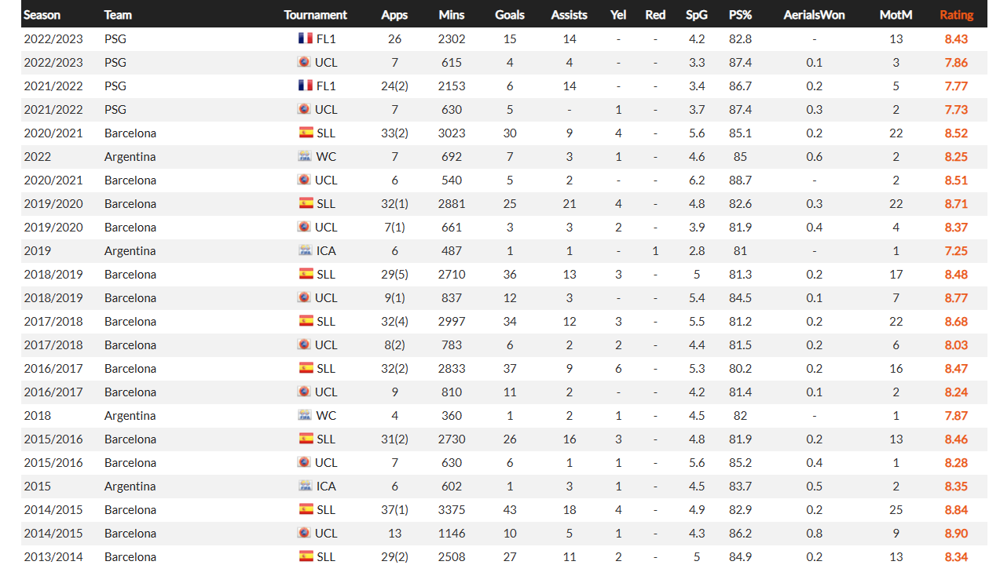 Season Team Tournament Apps Mins Goals Assists Yel Red SpG PS% AerialsWon MotM Rating
2022/2023 PSG FL1 26 2302 15 14 - - 4.2 82.8 - 13 8.43
2022/2023 PSG UCL 7 615 4 4 - - 3.3 87.4 0.1 3 7.86
2021/2022 PSG FL1 24(2) 2153 6 14 - - 3.4 86.7 0.2 5 7.77
2021/2022 PSG UCL 7 630 5 - 1 - 3.7 87.4 0.3 2 7.73
2020/2021 Barcelona SLL 33(2) 3023 30 9 4 - 5.6 85.1 0.2 22 8.52
2022 Argentina WC 7 692 7 3 1 - 4.6 85 0.6 2 8.25
2020/2021 Barcelona UCL 6 540 5 2 - - 6.2 88.7 - 2 8.51
2019/2020 Barcelona SLL 32(1) 2881 25 21 4 - 4.8 82.6 0.3 22 8.71
2019/2020 Barcelona UCL 7(1) 661 3 3 2 - 3.9 81.9 0.4 4 8.37
2019 Argentina ICA 6 487 1 1 - 1 2.8 81 - 1 7.25
2018/2019 Barcelona SLL 29(5) 2710 36 13 3 - 5 81.3 0.2 17 8.48
2018/2019 Barcelona UCL 9(1) 837 12 3 - - 5.4 84.5 0.1 7 8.77
2017/2018 Barcelona SLL 32(4) 2997 34 12 3 - 5.5 81.2 0.2 22 8.68
2017/2018 Barcelona UCL 8(2) 783 6 2 2 - 4.4 81.5 0.2 6 8.03
2016/2017 Barcelona SLL 32(2) 2833 37 9 6 - 5.3 80.2 0.2 16 8.47
2016/2017 Barcelona UCL 9 810 11 2 - - 4.2 81.4 0.1 2 8.24
2018 Argentina WC 4 360 1 2 1 - 4.5 82 - 1 7.87
2015/2016 Barcelona SLL 31(2) 2730 26 16 3 - 4.8 81.9 0.2 13 8.46
2015/2016 Barcelona UCL 7 630 6 1 1 - 5.6 85.2 0.4 1 8.28
2015 Argentina ICA 6 602 1 3 1 - 4.5 83.7 0.5 2 8.35
2014/2015 Barcelona SLL 37(1) 3375 43 18 4 - 4.9 82.9 0.2 25 8.84
2014/2015 Barcelona UCL 13 1146 10 5 1 - 4.3 86.2 0.8 9 8.90
2013/2014 Barcelona SLL 29(2) 2508 27 11 2 - 5 84.9 0.2 13 8.34